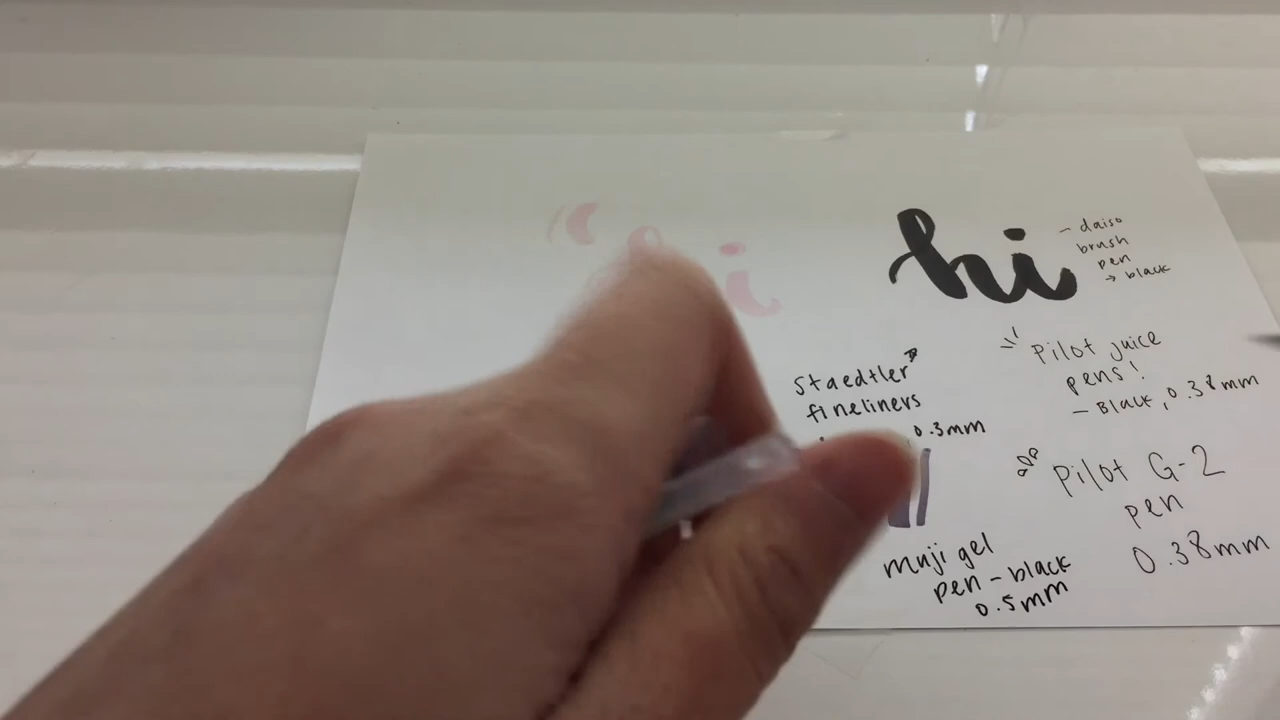 hi
- daiso
brush
pen
→ black
Pilot juice
pens!
- Black, 0.38mm
Staedtler
fineliners
0.3mm
Pilot G-2
pen
0.38mm
muji gel
pen - black
0.5mm